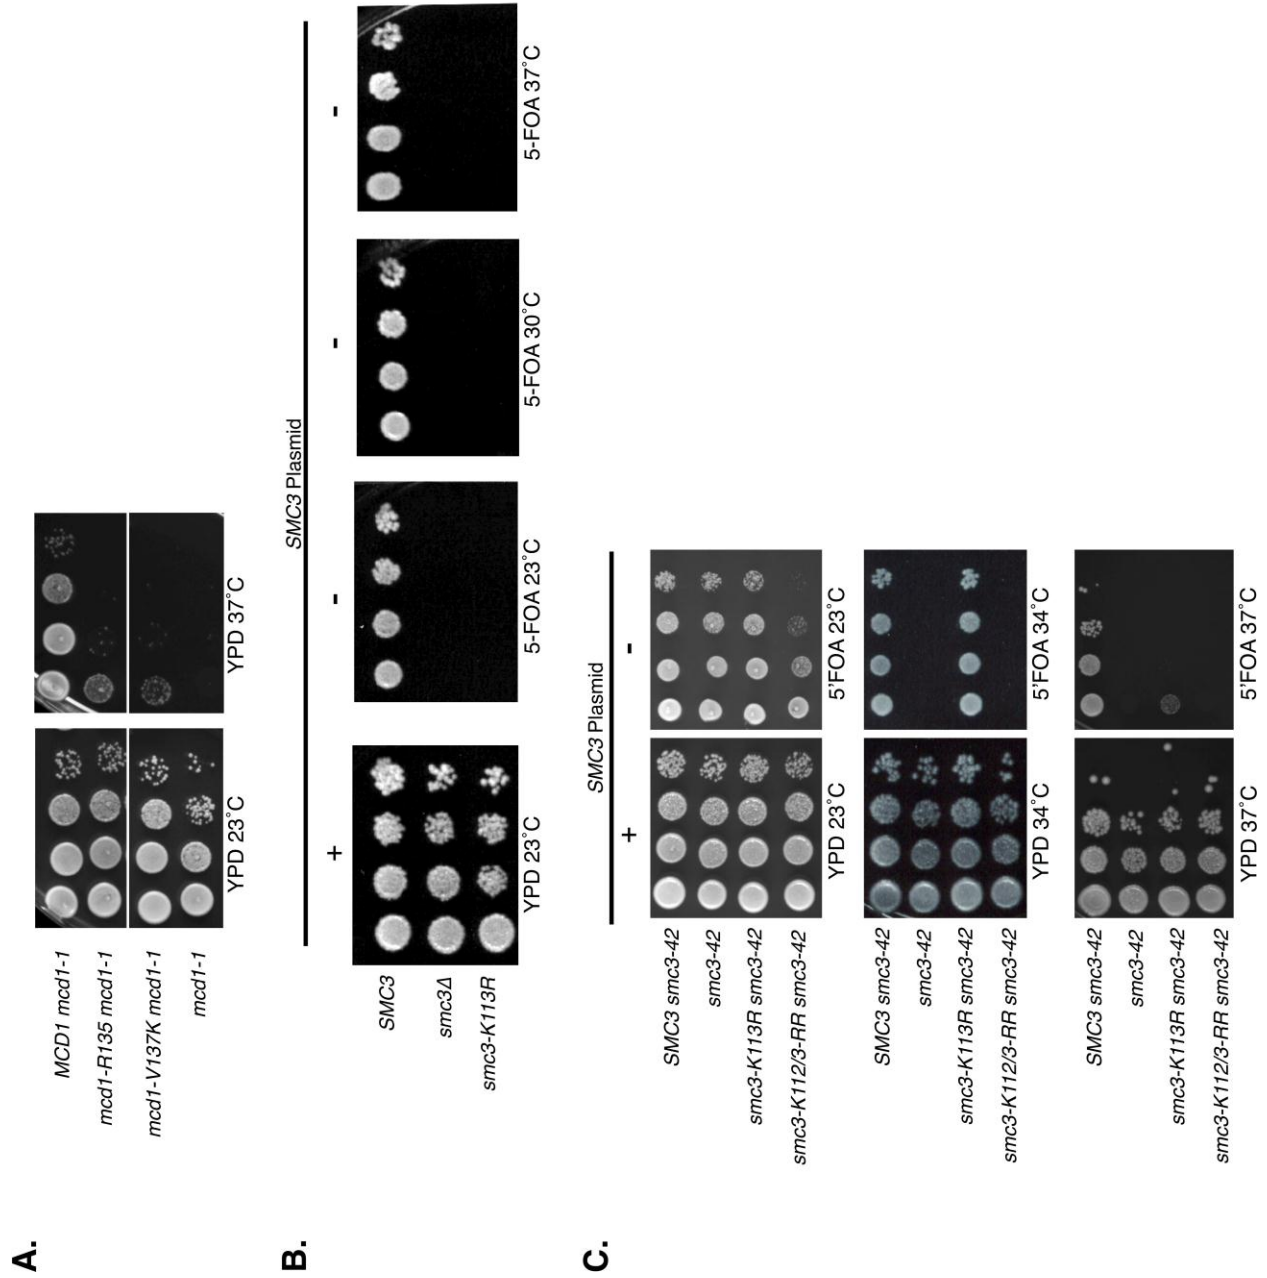 A.
MCD1 mcd1-1
mcd1-R135 mcd1-1
mcd1-V137K mcd1-1
mcd1-1
YPD 23˚C
YPD 37˚C
B.
SMC3 Plasmid
+
-
-
-
SMC3
smc3Δ
smc3-K113R
YPD 23˚C
5-FOA 23˚C
5-FOA 30˚C
5-FOA 37˚C
C.
SMC3 Plasmid
+
-
SMC3 smc3-42
smc3-42
smc3-K113R smc3-42
smc3-K112/3-RR smc3-42
YPD 23˚C
5'FOA 23˚C
SMC3 smc3-42
smc3-42
smc3-K113R smc3-42
smc3-K112/3-RR smc3-42
YPD 34˚C
5'FOA 34˚C
SMC3 smc3-42
smc3-42
smc3-K113R smc3-42
smc3-K112/3-RR smc3-42
YPD 37˚C
5'FOA 37˚C